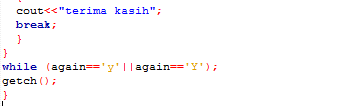 cout<<"terima kasih";
break;
}
}
while (again=='y'||again=='Y');
getch();
}